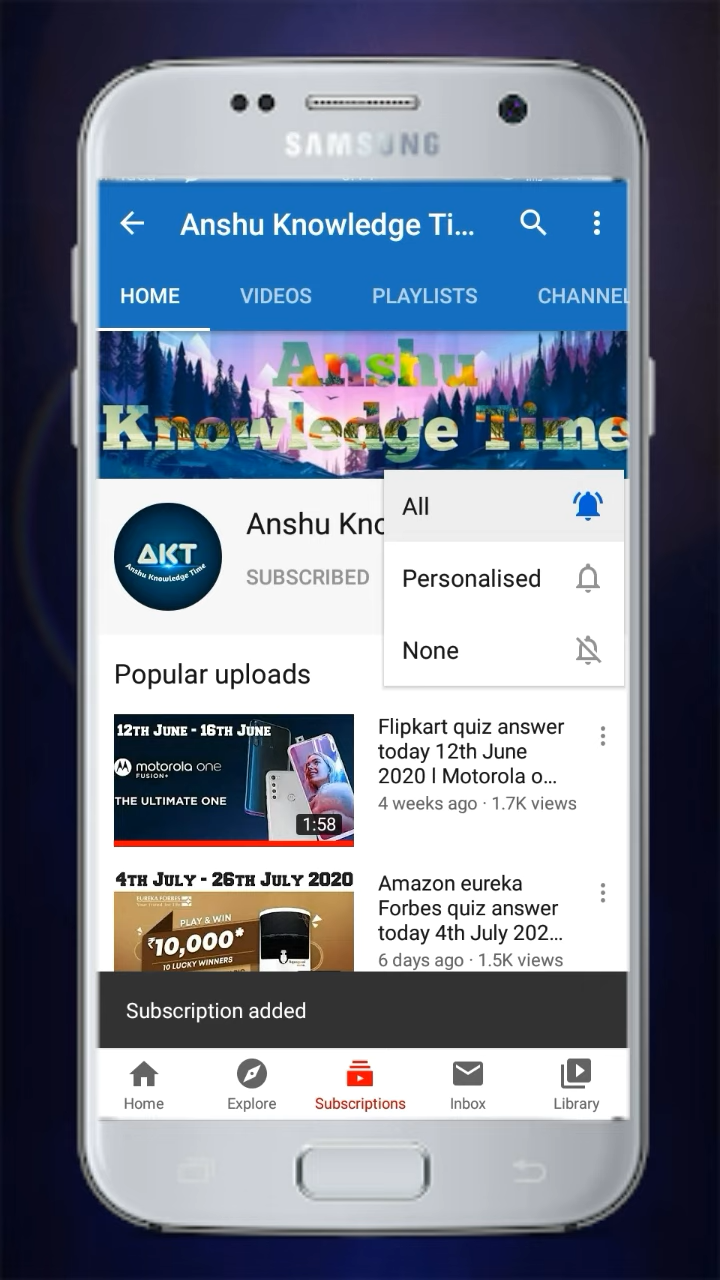 SAMSUNG
Anshu Knowledge Ti...
HOME VIDEOS PLAYLISTS CHANNEL
Anshu
Knowledge Time
Anshu Kno
SUBSCRIBED
All
Personalised
None
AKT
Anshu Knowledge Time
Popular uploads
12TH JUNE - 16TH JUNE
motorola one
FUSION+
THE ULTIMATE ONE
1:58
Flipkart quiz answer
today 12th June
2020 l Motorola o...
4 weeks ago · 1.7K views
4TH JULY - 26TH JULY 2020
EUREKA FORBES
PLAY & WIN
₹10,000*
10 LUCKY WINNERS
Amazon eureka
Forbes quiz answer
today 4th July 202...
6 days ago · 1.5K views
Subscription added
Home Explore Subscriptions Inbox Library